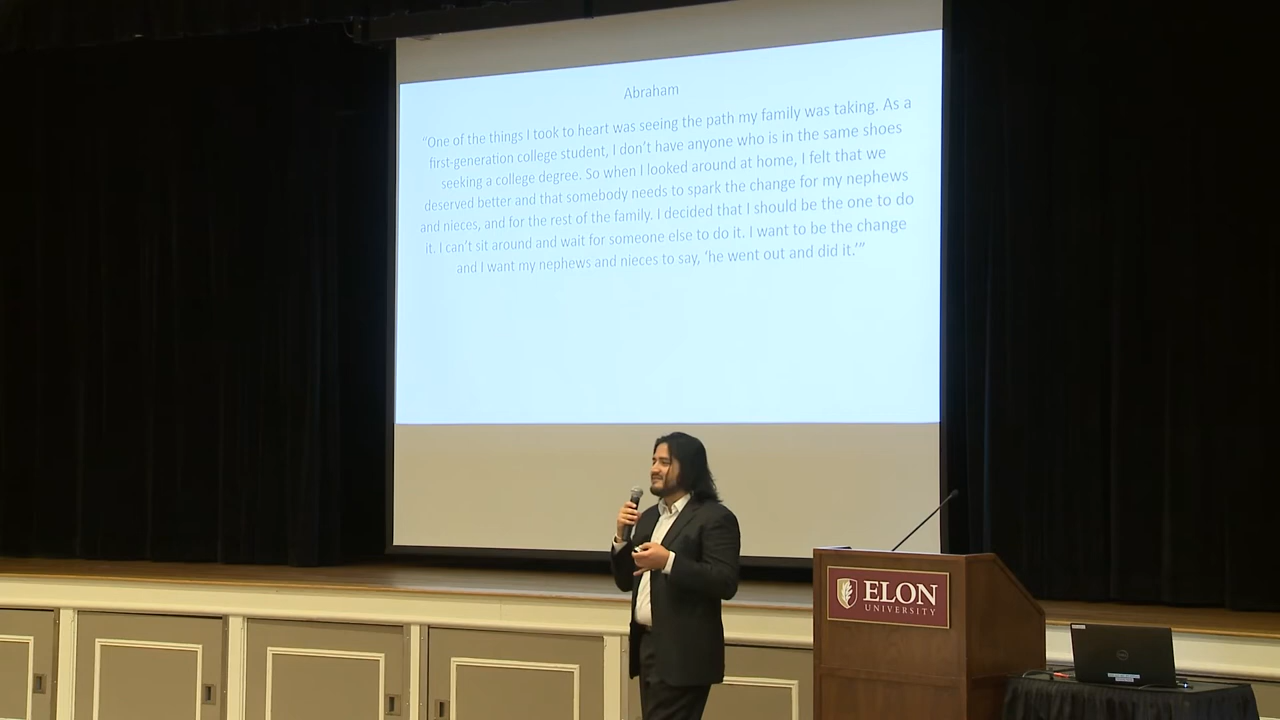 Abraham
“One of the things I took to heart was seeing the path my family was taking. As a
first-generation college student, I don’t have anyone who is in the same shoes
seeking a college degree. So when I looked around at home, I felt that we
deserved better and that somebody needs to spark the change for my nephews
and nieces, and for the rest of the family. I decided that I should be the one to do
it. I can’t sit around and wait for someone else to do it. I want to be the change
and I want my nephews and nieces to say, ‘he went out and did it.’”
ELON
UNIVERSITY